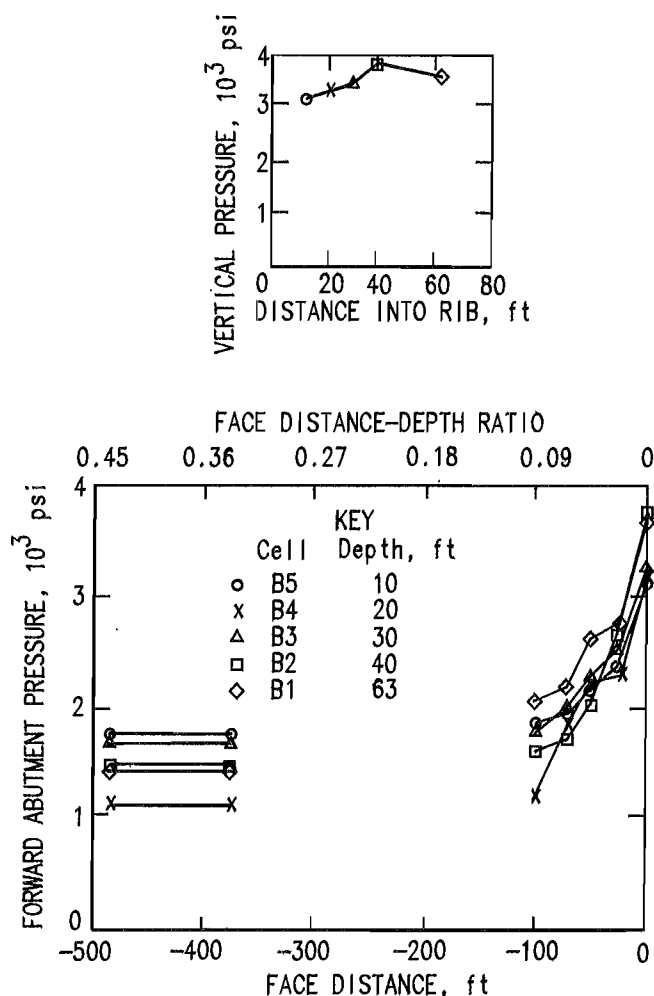 VERTICAL PRESSURE, 10³ psi
4
3
2
1
0 20 40 60 80
DISTANCE INTO RIB, ft
FACE DISTANCE-DEPTH RATIO
0.45 0.36 0.27 0.18 0.09 0
FORWARD ABUTMENT PRESSURE, 10³ psi
4
3
2
1
0
KEY
Cell Depth, ft
B5 10
B4 20
B3 30
B2 40
B1 63
-500 -400 -300 -200 -100 0
FACE DISTANCE, ft